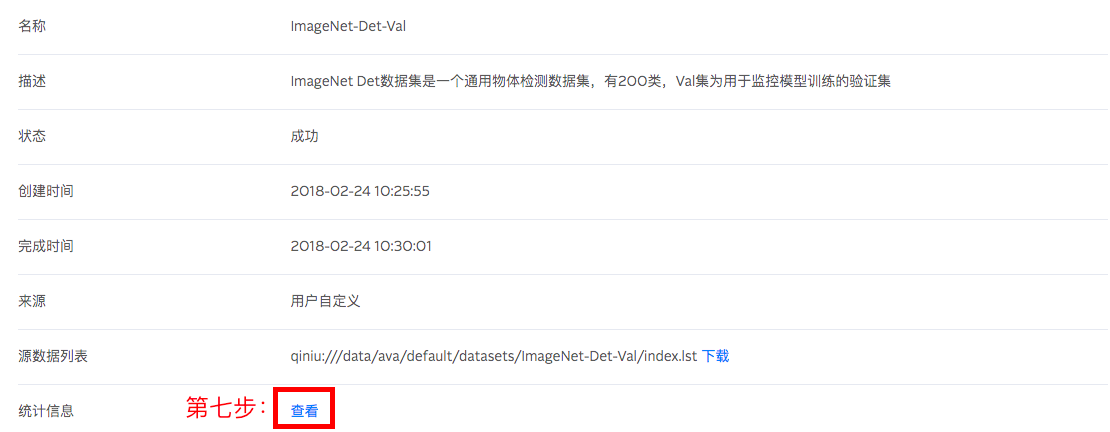 名称 ImageNet-Det-Val
描述 ImageNet Det数据集是一个通用物体检测数据集，有200类，Val集为用于监控模型训练的验证集
状态 成功
创建时间 2018-02-24 10:25:55
完成时间 2018-02-24 10:30:01
来源 用户自定义
源数据列表 qiniu:///data/ava/default/datasets/ImageNet-Det-Val/index.lst 下载
统计信息 第七步： 查看